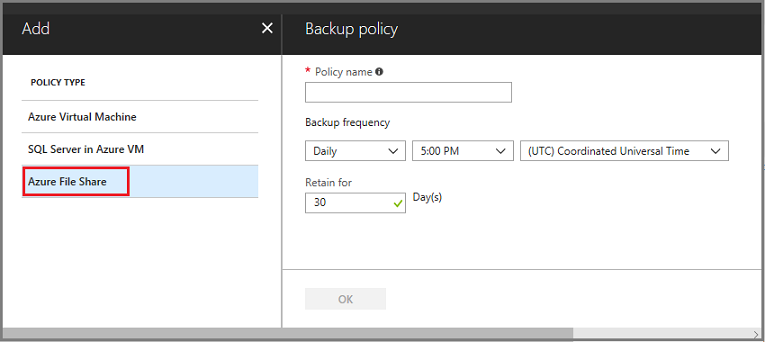 Add
Backup policy
POLICY TYPE
Azure Virtual Machine
SQL Server in Azure VM
Azure File Share
* Policy name
Backup frequency
Daily 5:00 PM (UTC) Coordinated Universal Time
Retain for
30 Day(s)
OK